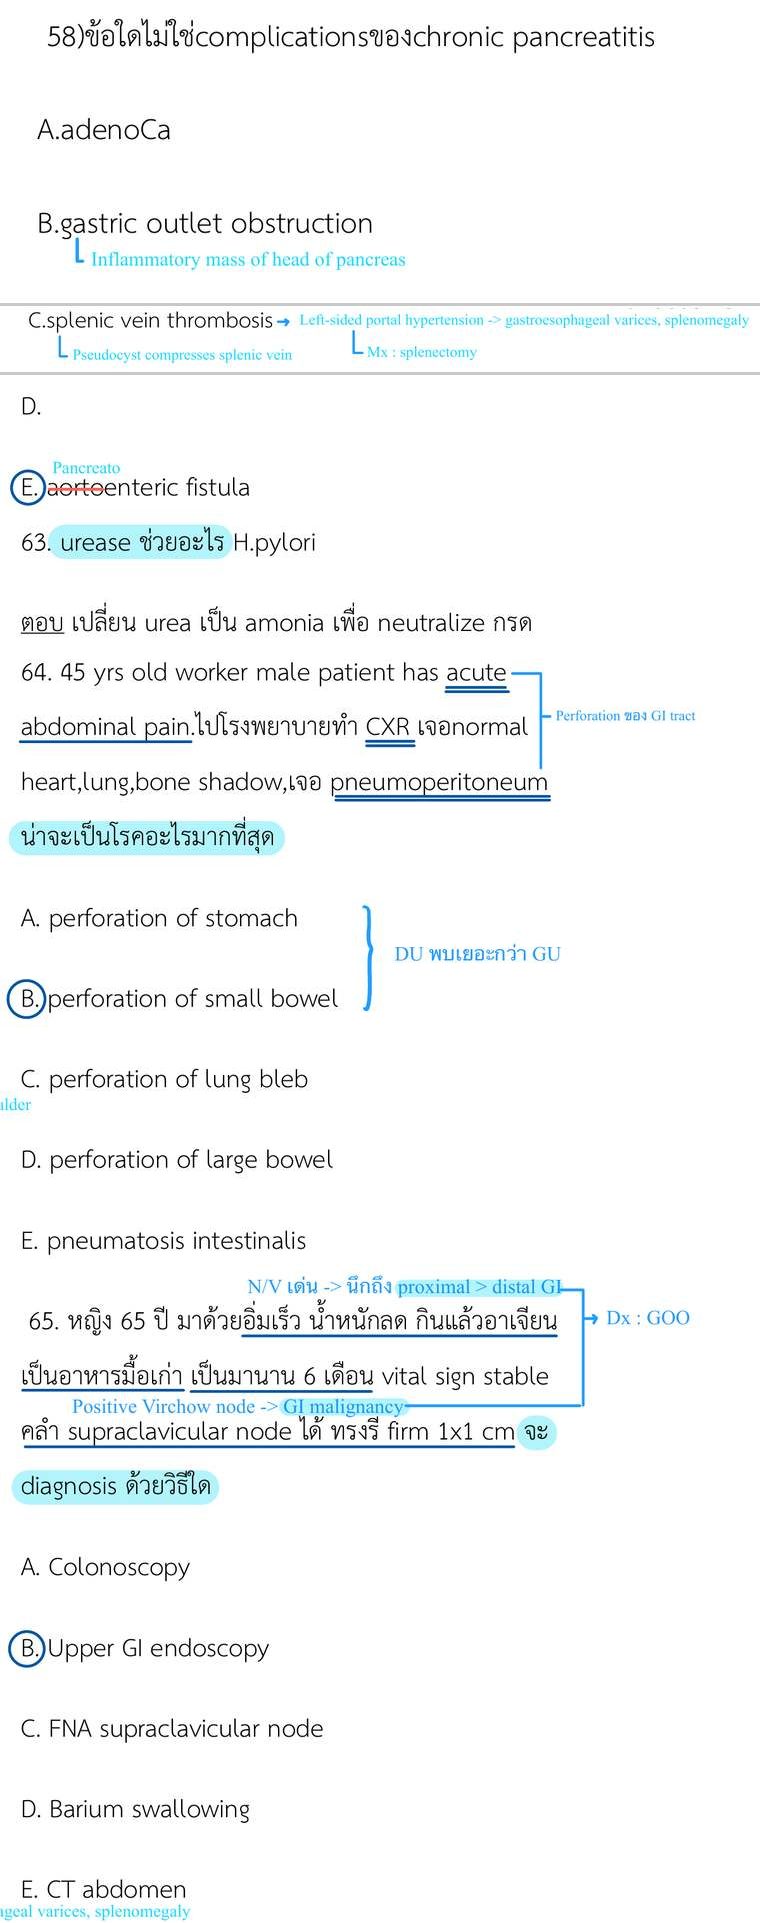 58)ข้อใดไม่ใช่complicationsของchronic pancreatitis
A.adenoCa
B.gastric outlet obstruction
Inflammatory mass of head of pancreas
C.splenic vein thrombosis → Left-sided portal hypertension -> gastroesophageal varices, splenomegaly
Pseudocyst compresses splenic vein
Mx : splenectomy
D.
Pancreato
E. aortoenteric fistula
63. urease ช่วยอะไร H.pylori
ตอบ เปลี่ยน urea เป็น amonia เพื่อ neutralize กรด
64. 45 yrs old worker male patient has acute
abdominal pain.ไปโรงพยาบายทำ CXR เจอnormal
Perforation ของ GI tract
heart,lung,bone shadow,เจอ pneumoperitoneum
น่าจะเป็นโรคอะไรมากที่สุด
A. perforation of stomach
DU พบเยอะกว่า GU
B. perforation of small bowel
C. perforation of lung bleb
alder
D. perforation of large bowel
E. pneumatosis intestinalis
N/V เด่น -> นึกถึง proximal > distal GI
65. หญิง 65 ปี มาด้วยอิ่มเร็ว น้ำหนักลด กินแล้วอาเจียน
→ Dx : GOO
เป็นอาหารมื้อเก่า เป็นมานาน 6 เดือน vital sign stable
Positive Virchow node -> GI malignancy
คลำ supraclavicular node ได้ ทรงรี firm 1x1 cm จะ
diagnosis ด้วยวิธีใด
A. Colonoscopy
B. Upper GI endoscopy
C. FNA supraclavicular node
D. Barium swallowing
E. CT abdomen
ageal varices, splenomegaly